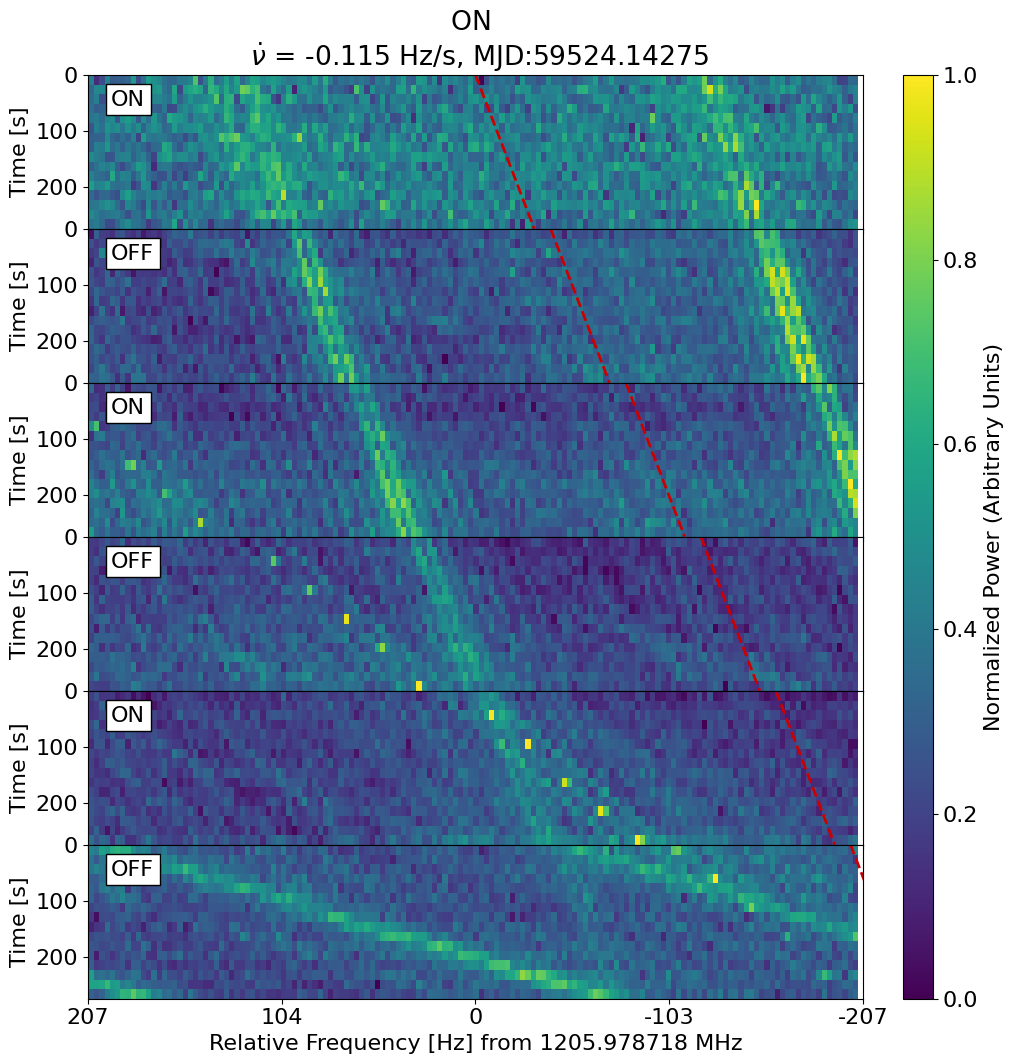 ON
ν̇ = -0.115 Hz/s, MJD:59524.14275
0
Time [s]
100
200
ON
0
Time [s]
100
200
OFF
0
Time [s]
100
200
ON
0
Time [s]
100
200
OFF
0
Time [s]
100
200
ON
0
Time [s]
100
200
OFF
207 104 0 -103 -207
Relative Frequency [Hz] from 1205.978718 MHz
1.0
0.8
0.6
0.4
0.2
0.0
Normalized Power (Arbitrary Units)